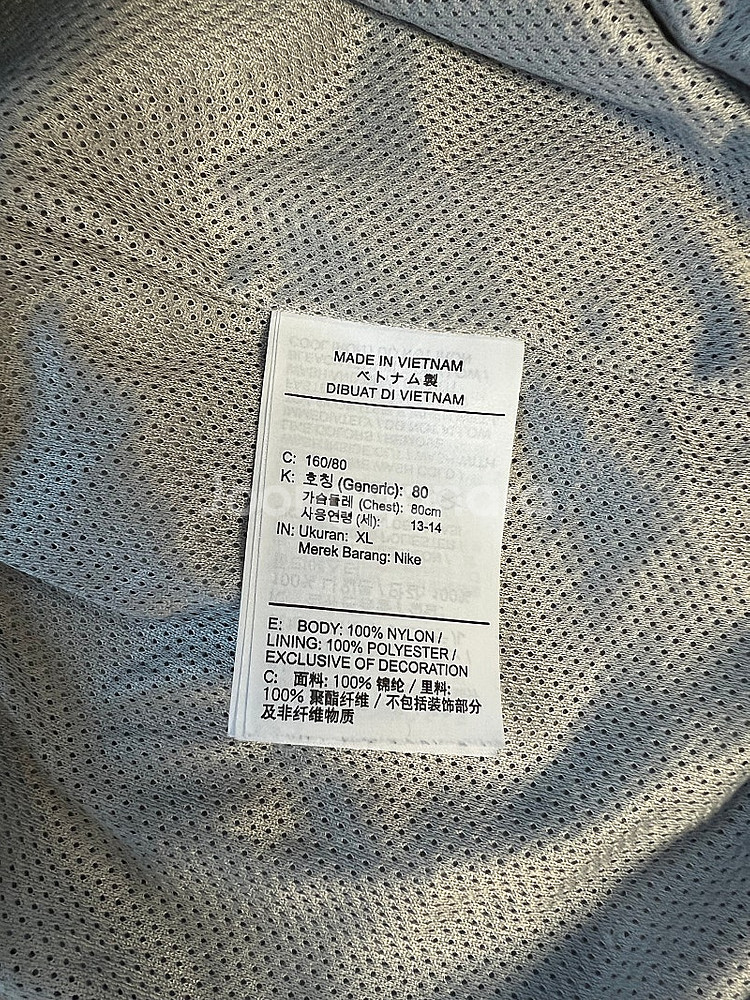 MADE IN VIETNAM
ベトナム製
DIBUAT DI VIETNAM
C: 160/80
K: 호칭 (Generic): 80
가슴둘레 (Chest): 80cm
사용연령 (세): 13-14
IN: Ukuran: XL
Merek Barang: Nike
E: BODY: 100% NYLON /
LINING: 100% POLYESTER /
EXCLUSIVE OF DECORATION
C: 面料: 100% 锦纶 / 里料:
100% 聚酯纤维 / 不包括装饰部分
及非纤维物质